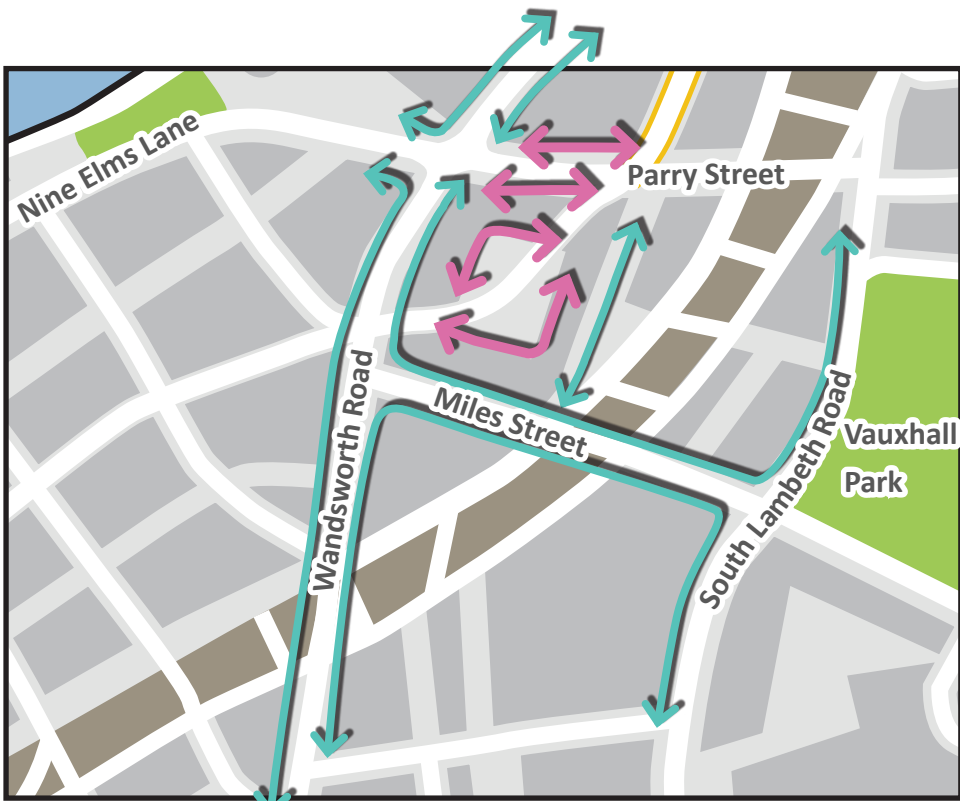 Nine Elms Lane
Parry Street
Wandsworth Road
Miles Street
South Lambeth Road
Vauxhall
Park